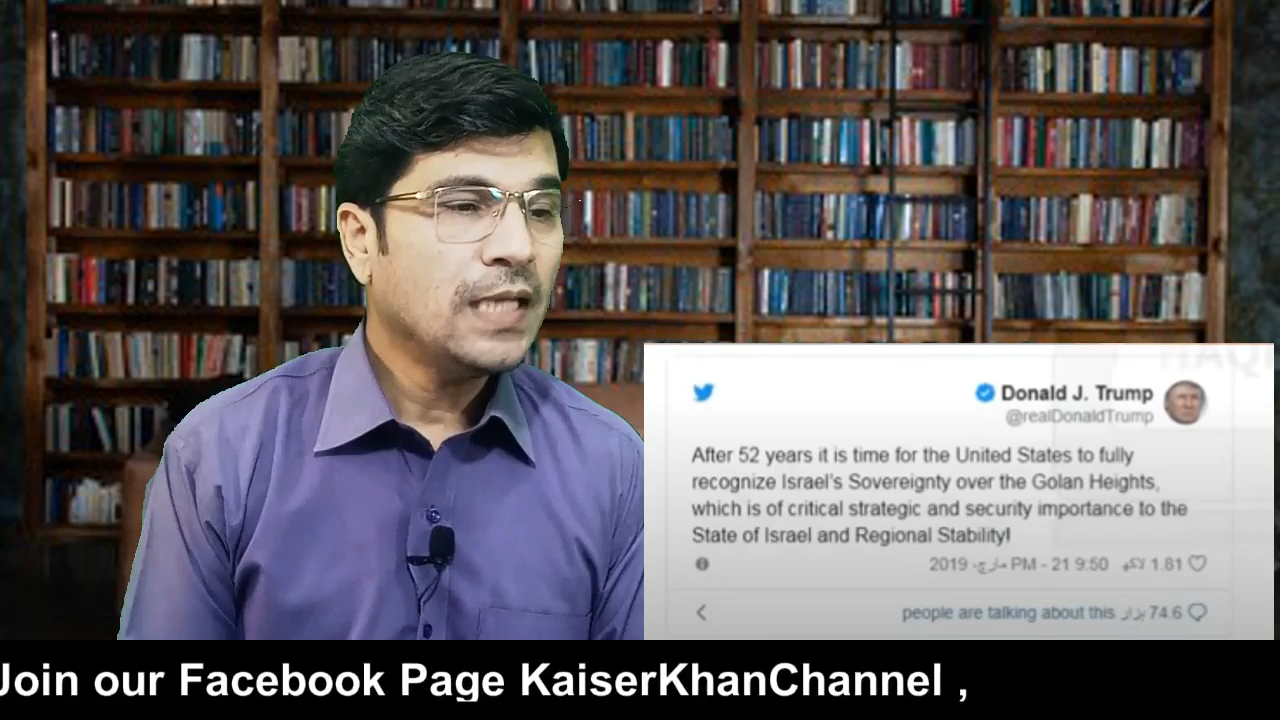 Donald J. Trump
@realDonaldTrump
After 52 years it is time for the United States to fully
recognize Israel's Sovereignty over the Golan Heights,
which is of critical strategic and security importance to the
State of Israel and Regional Stability!
1.81 لاکھ 9:50 PM - 21 مارچ، 2019
74.6 ہزار people are talking about this
Join our Facebook Page KaiserKhanChannel ,